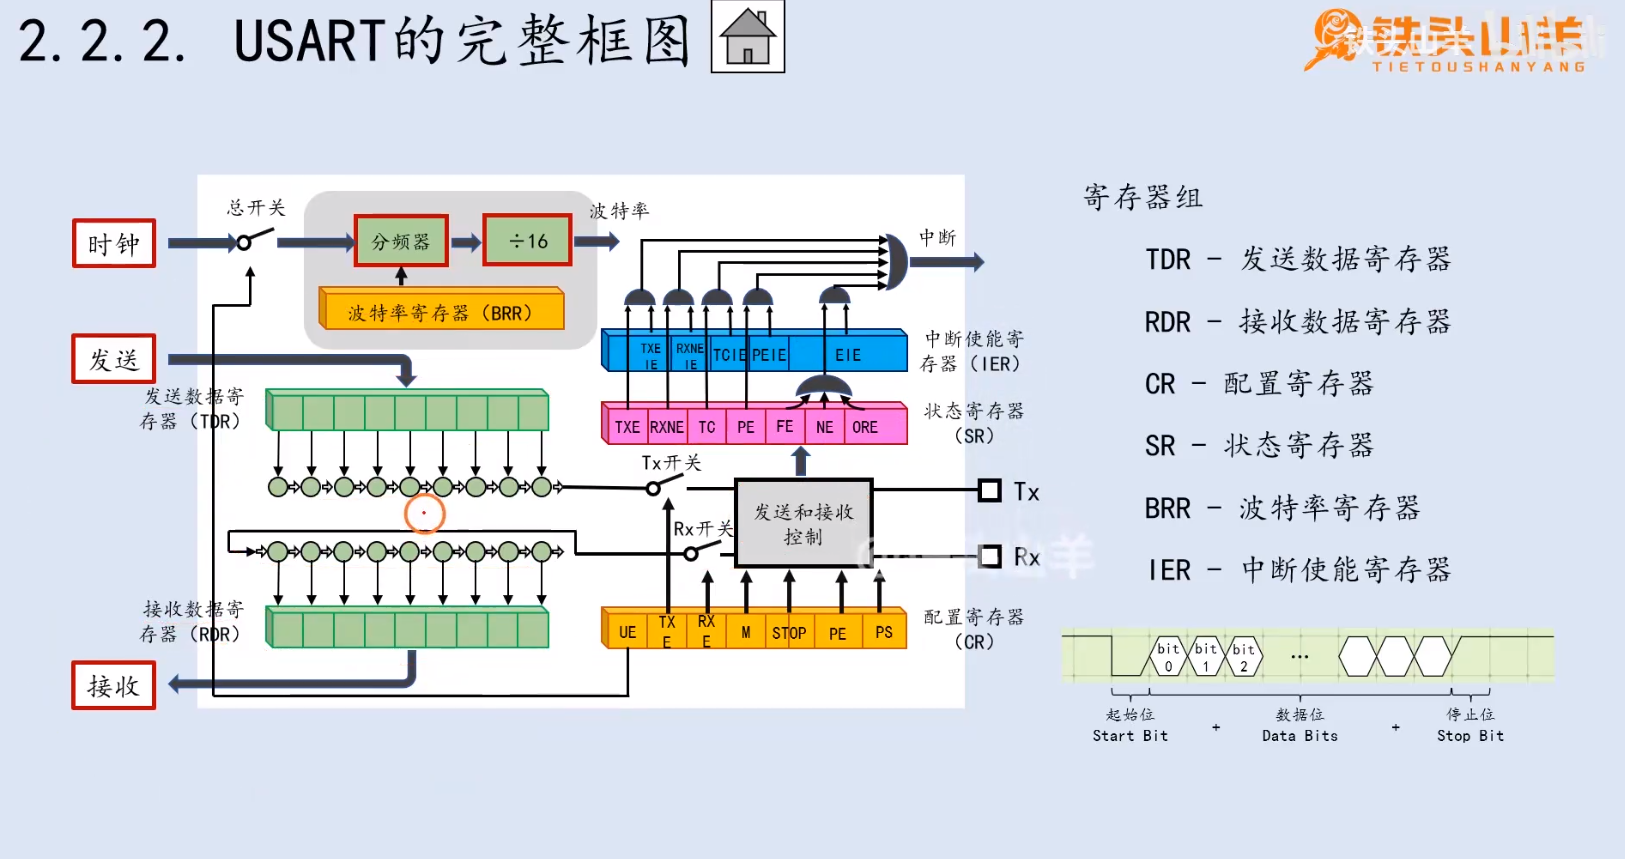 2.2.2. USART的完整框图
铁头山羊
TIETOUSHANYANG
总开关
波特率
时钟
分频器
÷16
中断
波特率寄存器（BRR）
发送
发送数据寄
存器（TDR）
TXE
IE
RXNE
IE
TCIE
PEIE
EIE
中断使能寄
存器（IER）
TXE
RXNE
TC
PE
FE
NE
ORE
状态寄存器
（SR）
Tx开关
Rx开关
发送和接收
控制
Tx
Rx
接收数据寄
存器（RDR）
UE
TX
E
RX
E
M
STOP
PE
PS
配置寄存器
（CR）
接收
寄存器组
TDR - 发送数据寄存器
RDR - 接收数据寄存器
CR - 配置寄存器
SR - 状态寄存器
BRR - 波特率寄存器
IER - 中断使能寄存器
bit
0
bit
1
bit
2
...
起始位
Start Bit
+
数据位
Data Bits
+
停止位
Stop Bit